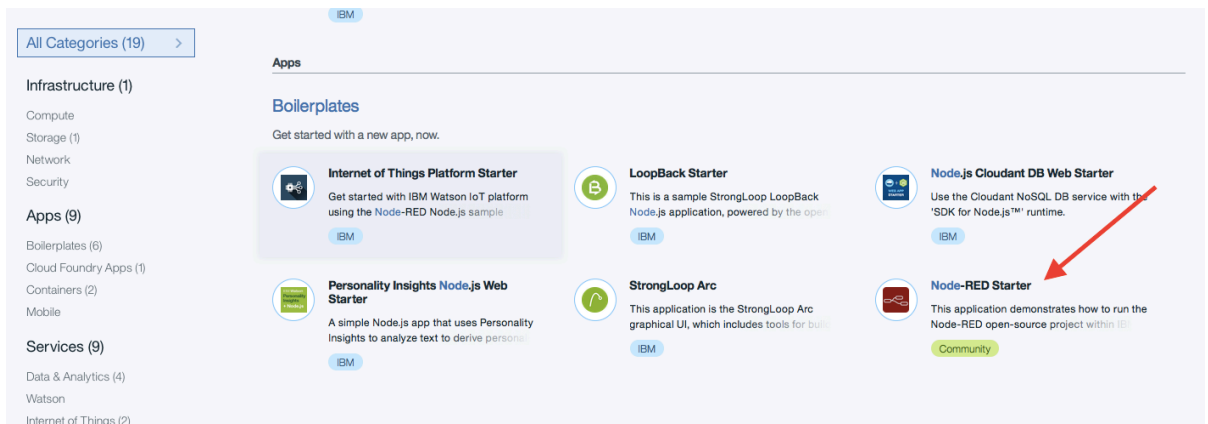 IBM
All Categories (19)
Infrastructure (1)
Compute
Storage (1)
Network
Security
Apps (9)
Boilerplates (6)
Cloud Foundry Apps (1)
Containers (2)
Mobile
Services (9)
Data & Analytics (4)
Watson
Internet of Things (2)
Apps
Boilerplates
Get started with a new app, now.
Internet of Things Platform Starter
Get started with IBM Watson IoT platform
using the Node-RED Node.js sample
IBM
LoopBack Starter
This is a sample StrongLoop LoopBack
Node.js application, powered by the open
IBM
Node.js Cloudant DB Web Starter
Use the Cloudant NoSQL DB service with the
'SDK for Node.js™' runtime.
IBM
Personality Insights Node.js Web
Starter
A simple Node.js app that uses Personality
Insights to analyze text to derive persona
IBM
StrongLoop Arc
This application is the StrongLoop Arc
graphical UI, which includes tools for
IBM
Node-RED Starter
This application demonstrates how to run the
Node-RED open-source project within
Community